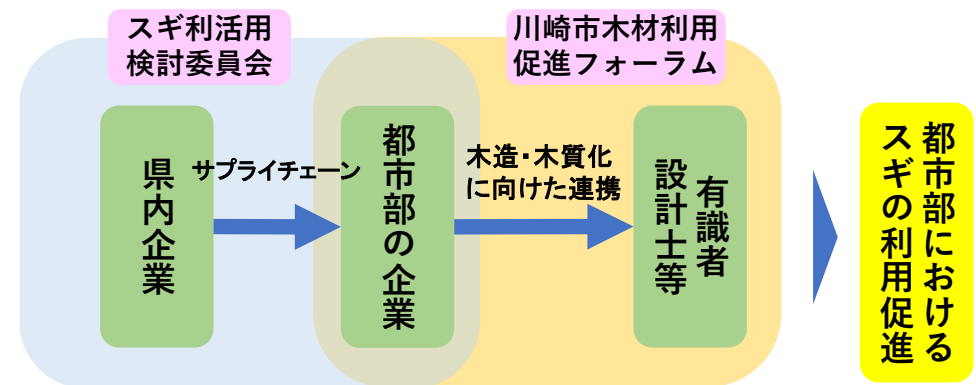 スギ利活用
検討委員会
川崎市木材利用
促進フォーラム
県内企業
サプライチェーン
都市部の企業
木造・木質化
に向けた連携
有識者
設計士等
都市部における
スギの利用促進